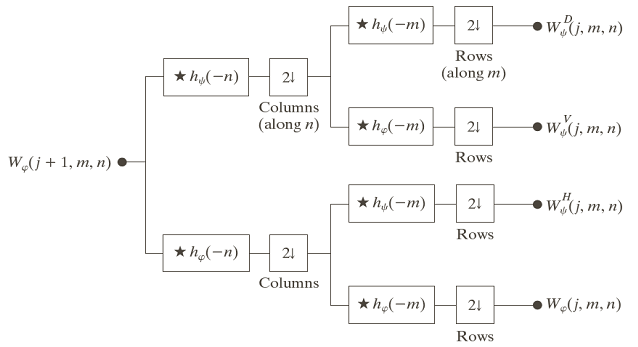 ★ h_ψ(−m)
2↓
W_ψ^D(j, m, n)
Rows
(along m)
★ h_ψ(−n)
2↓
Columns
(along n)
★ h_φ(−m)
2↓
W_ψ^V(j, m, n)
Rows
W_φ(j + 1, m, n)
★ h_ψ(−m)
2↓
W_ψ^H(j, m, n)
Rows
★ h_φ(−n)
2↓
Columns
★ h_φ(−m)
2↓
W_φ(j, m, n)
Rows